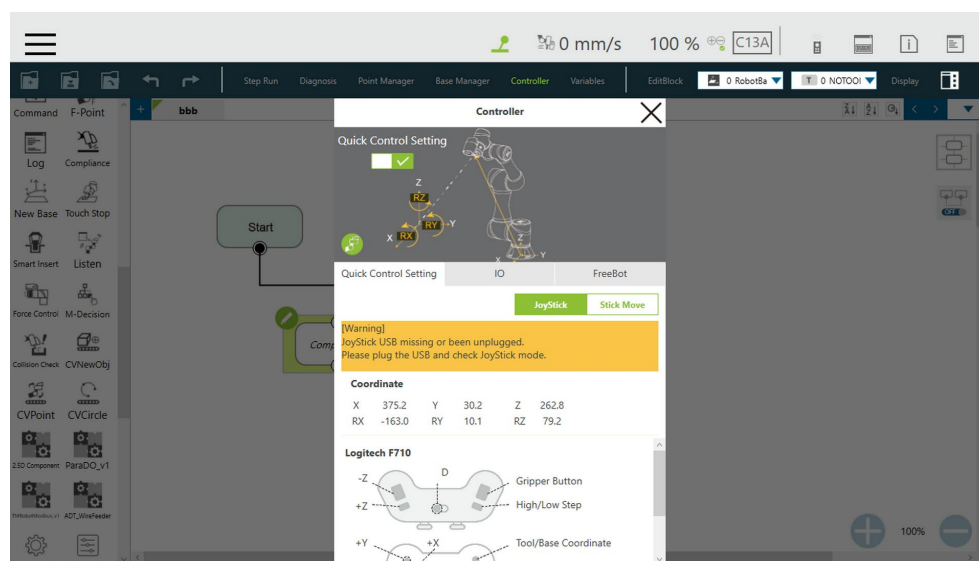 0 mm/s 100 % C13A
Step Run Diagnosis Point Manager Base Manager Controller Variables EditBlock 0 RobotBa T 0 NOTOOl Display
Command F-Point
bbb
Controller
Log Compliance
New Base Touch Stop
Smart Insert Listen
Force Control M-Decision
Collision Check CVNewObj
CVPoint CVCircle
2.5D Component ParaDO_v1
ADT_WireFeeder
Start
Comp
OFF
Quick Control Setting
Z
RZ
RY Y
X RX
Z
X Y
Quick Control Setting IO FreeBot
JoyStick Stick Move
[Warning]
JoyStick USB missing or been unplugged.
Please plug the USB and check JoyStick mode.
Coordinate
X 375.2 Y 30.2 Z 262.8
RX -163.0 RY 10.1 RZ 79.2
Logitech F710
-Z D Gripper Button
+Z High/Low Step
+Y +X Tool/Base Coordinate
100%